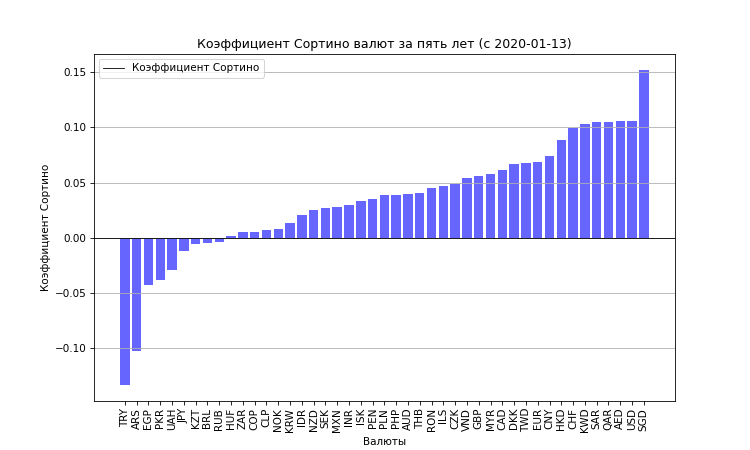 Коэффициент Сортино валют за пять лет (с 2020-01-13)
Коэффициент Сортино
Коэффициент Сортино
0.15
0.10
0.05
0.00
−0.05
−0.10
TRY
ARS
EGP
PKR
UAH
JPY
KZT
BRL
RUB
HUF
ZAR
COP
CLP
NOK
KRW
IDR
NZD
SEK
MXN
INR
ISK
PEN
PLN
PHP
AUD
THB
RON
ILS
CZK
VND
GBP
MYR
CAD
DKK
TWD
EUR
CNY
HKD
CHF
KWD
SAR
QAR
AED
USD
SGD
Валюты